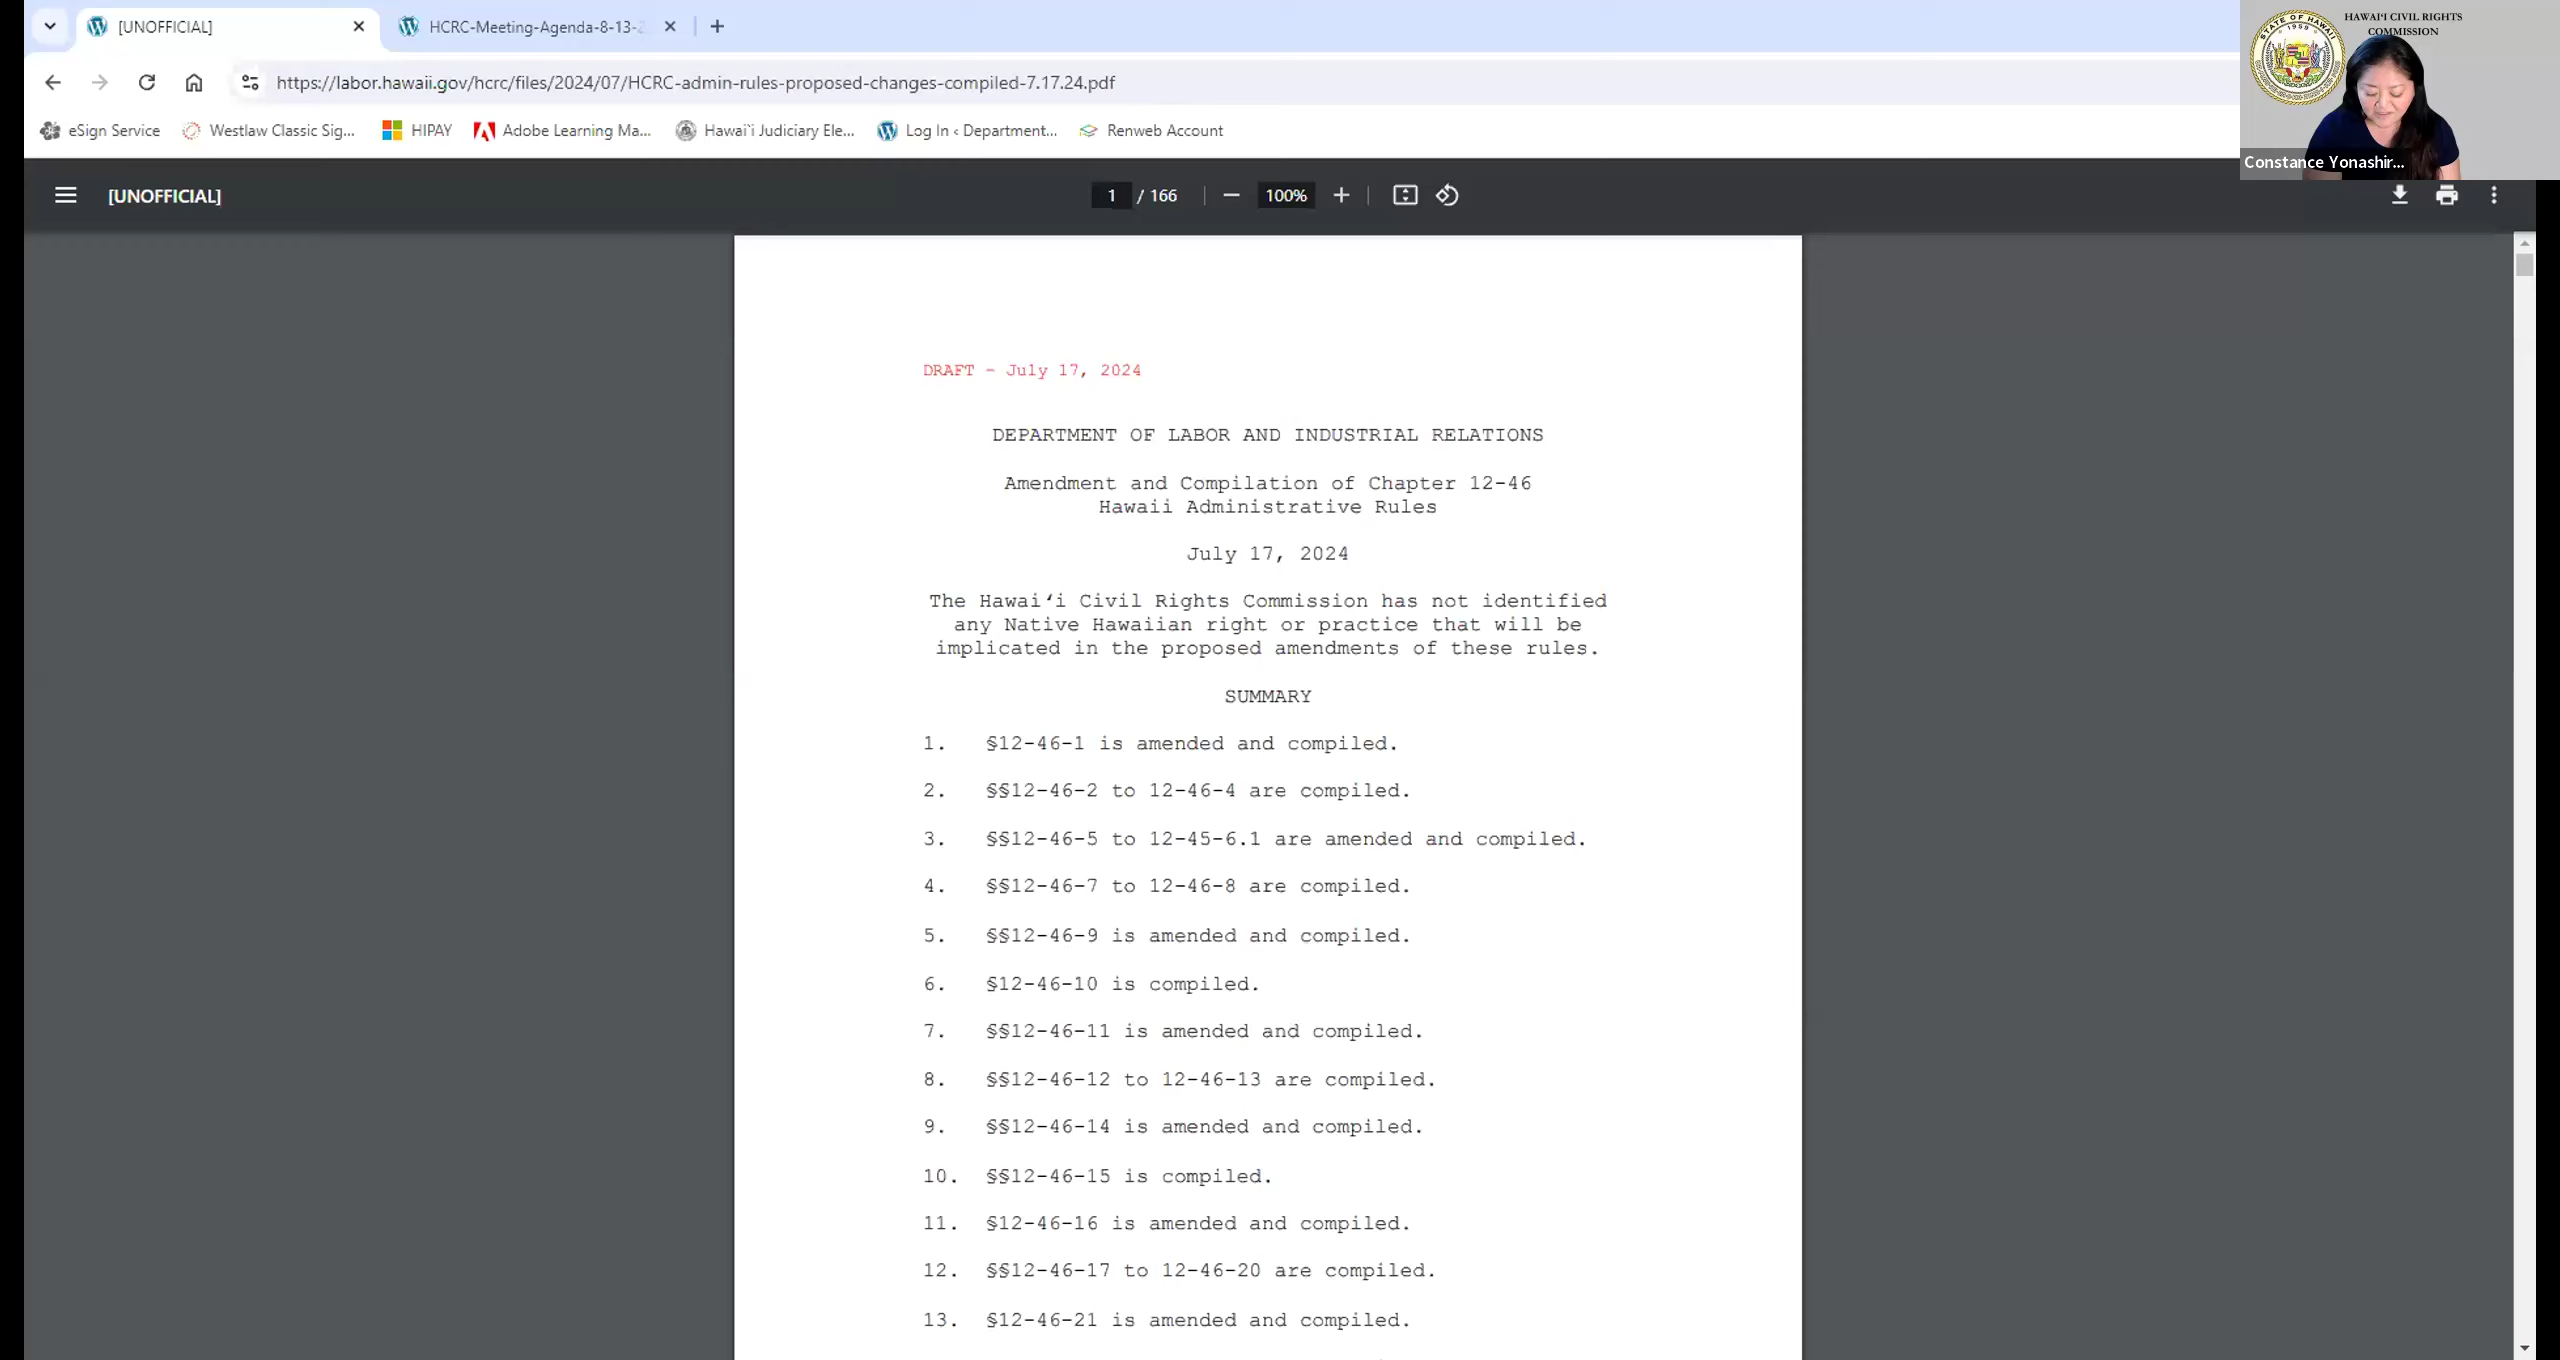 [UNOFFICIAL]
HCRC-Meeting-Agenda-8-13-2
https://labor.hawaii.gov/hcrc/files/2024/07/HCRC-admin-rules-proposed-changes-compiled-7.17.24.pdf
eSign Service
Westlaw Classic Sig...
HIPAY
Adobe Learning Ma...
Hawai`i Judiciary Ele...
Log In ‹ Department...
Renweb Account
HAWAIʻI CIVIL RIGHTS
COMMISSION
STATE OF HAWAII
1959
Constance Yonashir...
[UNOFFICIAL]
1 / 166
100%
DRAFT - July 17, 2024
DEPARTMENT OF LABOR AND INDUSTRIAL RELATIONS
Amendment and Compilation of Chapter 12-46
Hawaii Administrative Rules
July 17, 2024
The Hawaiʻi Civil Rights Commission has not identified
any Native Hawaiian right or practice that will be
implicated in the proposed amendments of these rules.
SUMMARY
1. §12-46-1 is amended and compiled.
2. §§12-46-2 to 12-46-4 are compiled.
3. §§12-46-5 to 12-45-6.1 are amended and compiled.
4. §§12-46-7 to 12-46-8 are compiled.
5. §§12-46-9 is amended and compiled.
6. §12-46-10 is compiled.
7. §§12-46-11 is amended and compiled.
8. §§12-46-12 to 12-46-13 are compiled.
9. §§12-46-14 is amended and compiled.
10. §§12-46-15 is compiled.
11. §12-46-16 is amended and compiled.
12. §§12-46-17 to 12-46-20 are compiled.
13. §12-46-21 is amended and compiled.